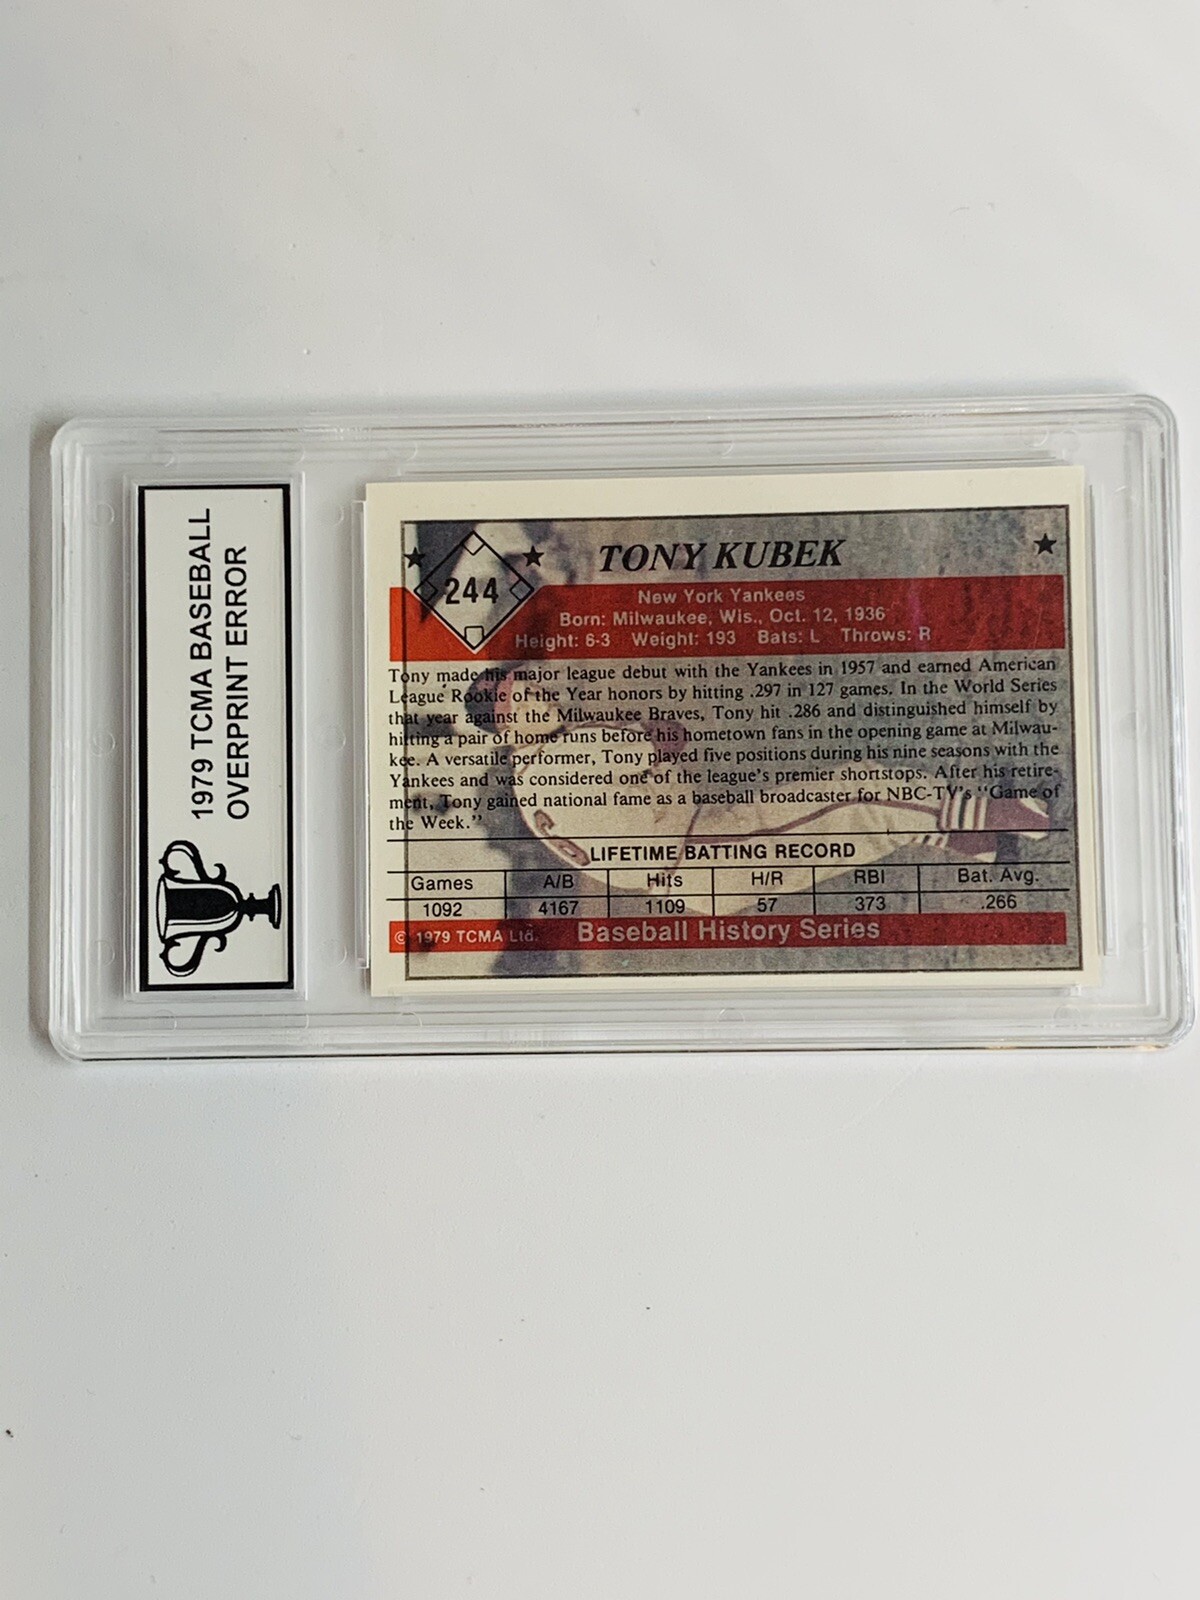 1979 TCMA BASEBALL
OVERPRINT ERROR
244
TONY KUBEK
New York Yankees
Born: Milwaukee, Wis., Oct. 12, 1936
Height: 6-3 Weight: 193 Bats: L Throws: R
Tony made his major league debut with the Yankees in 1957 and earned American
League Rookie of the Year honors by hitting .297 in 127 games. In the World Series
that year against the Milwaukee Braves, Tony hit .286 and distinguished himself by
hitting a pair of home runs before his hometown fans in the opening game at Milwau-
kee. A versatile performer, Tony played five positions during his nine seasons with the
Yankees and was considered one of the league's premier shortstops. After his retire-
ment, Tony gained national fame as a baseball broadcaster for NBC-TV's "Game of
the Week."
LIFETIME BATTING RECORD
Games A/B Hits H/R RBI Bat. Avg.
1092 4167 1109 57 373 .266
© 1979 TCMA Ltd. Baseball History Series